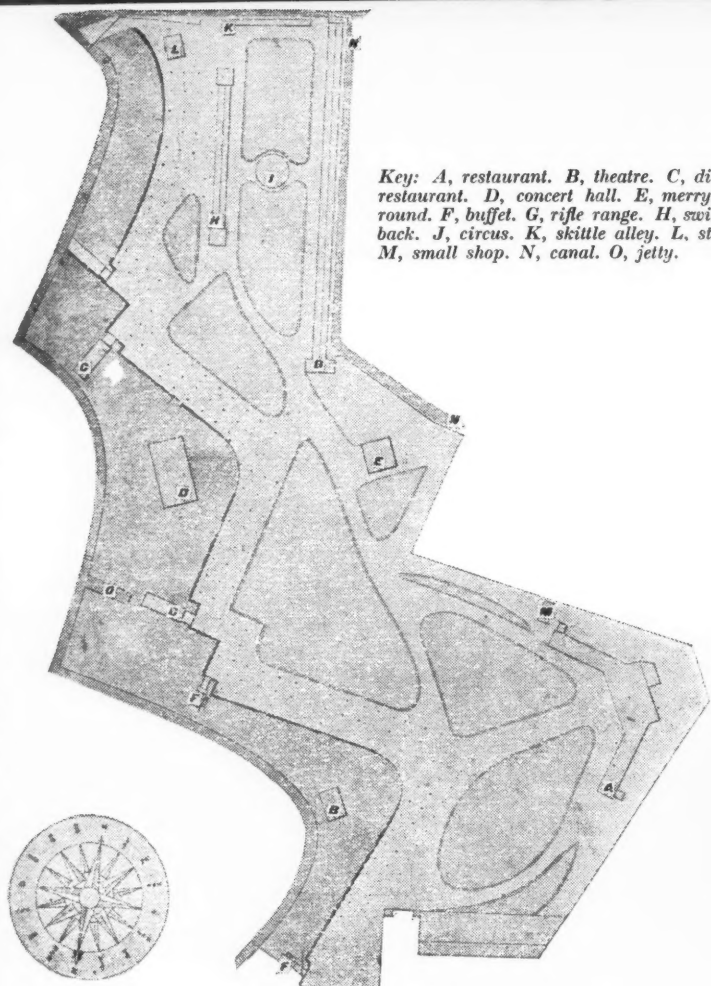 Key: A, restaurant. B, theatre. C, di
restaurant. D, concert hall. E, merry
round. F, buffet. G, rifle range. H, swi
back. J, circus. K, skittle alley. L, st
M, small shop. N, canal. O, jetty.
K
L
N
I
H
G
G
N
E
D
O
G
M
F
A
B
F